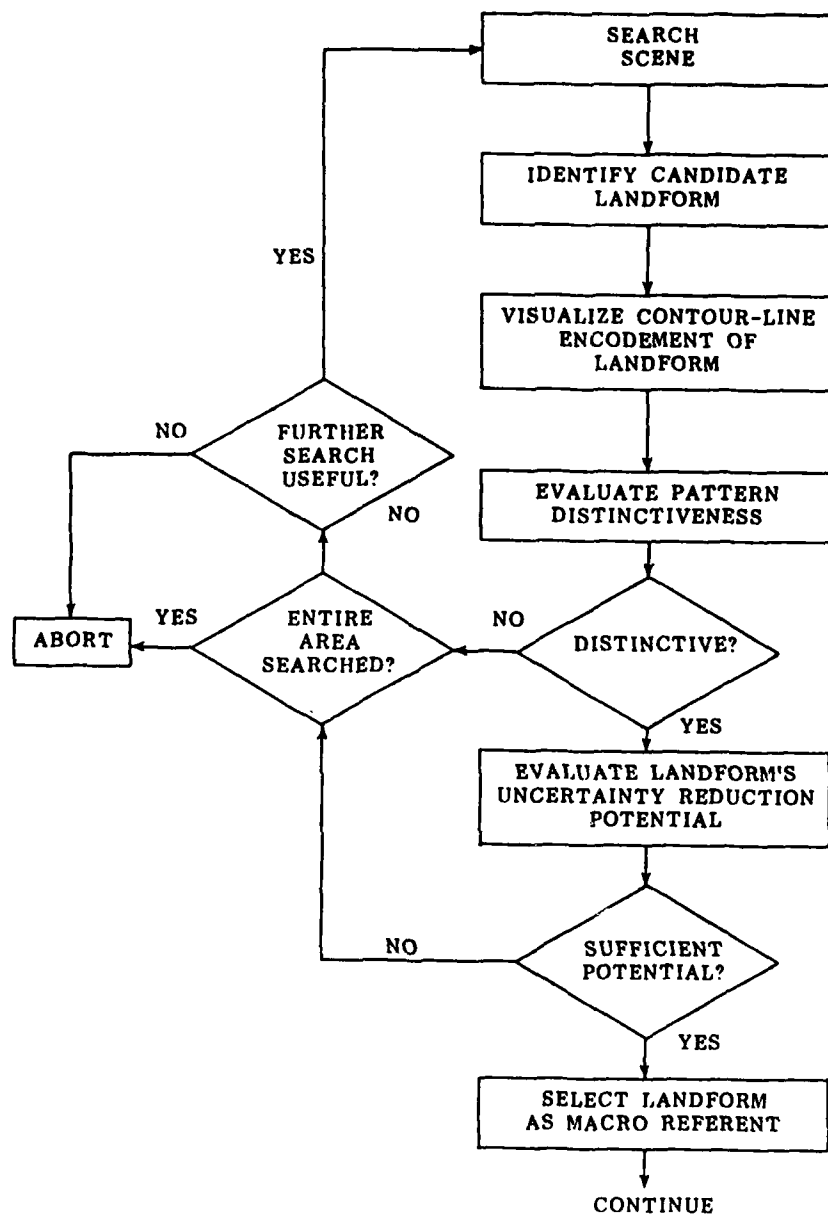 SEARCH
SCENE
IDENTIFY CANDIDATE
LANDFORM
YES
VISUALIZE CONTOUR-LINE
ENCODEMENT OF
LANDFORM
NO
FURTHER
SEARCH
USEFUL?
EVALUATE PATTERN
DISTINCTIVENESS
NO
ABORT
YES
ENTIRE
AREA
SEARCHED?
NO
DISTINCTIVE?
YES
EVALUATE LANDFORM'S
UNCERTAINTY REDUCTION
POTENTIAL
NO
SUFFICIENT
POTENTIAL?
YES
SELECT LANDFORM
AS MACRO REFERENT
CONTINUE